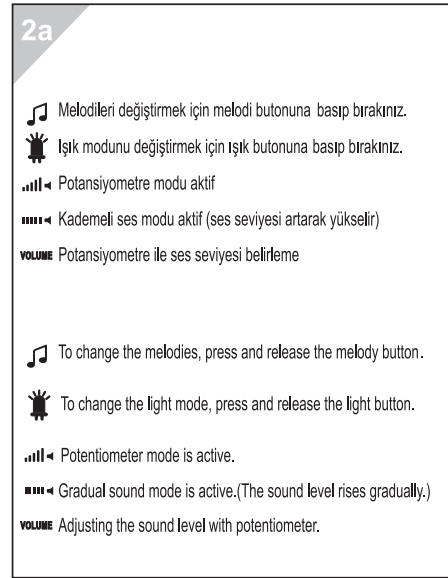 2a
Melodileri değiştirmek için melodi butonuna basıp bırakınız.
Işık modunu değiştirmek için ışık butonuna basıp bırakınız.
Potansiyometre modu aktif
Kademeli ses modu aktif (ses seviyesi artarak yükselir)
VOLUME Potansiyometre ile ses seviyesi belirleme
To change the melodies, press and release the melody button.
To change the light mode, press and release the light button.
Potentiometer mode is active.
Gradual sound mode is active.(The sound level rises gradually.)
VOLUME Adjusting the sound level with potentiometer.